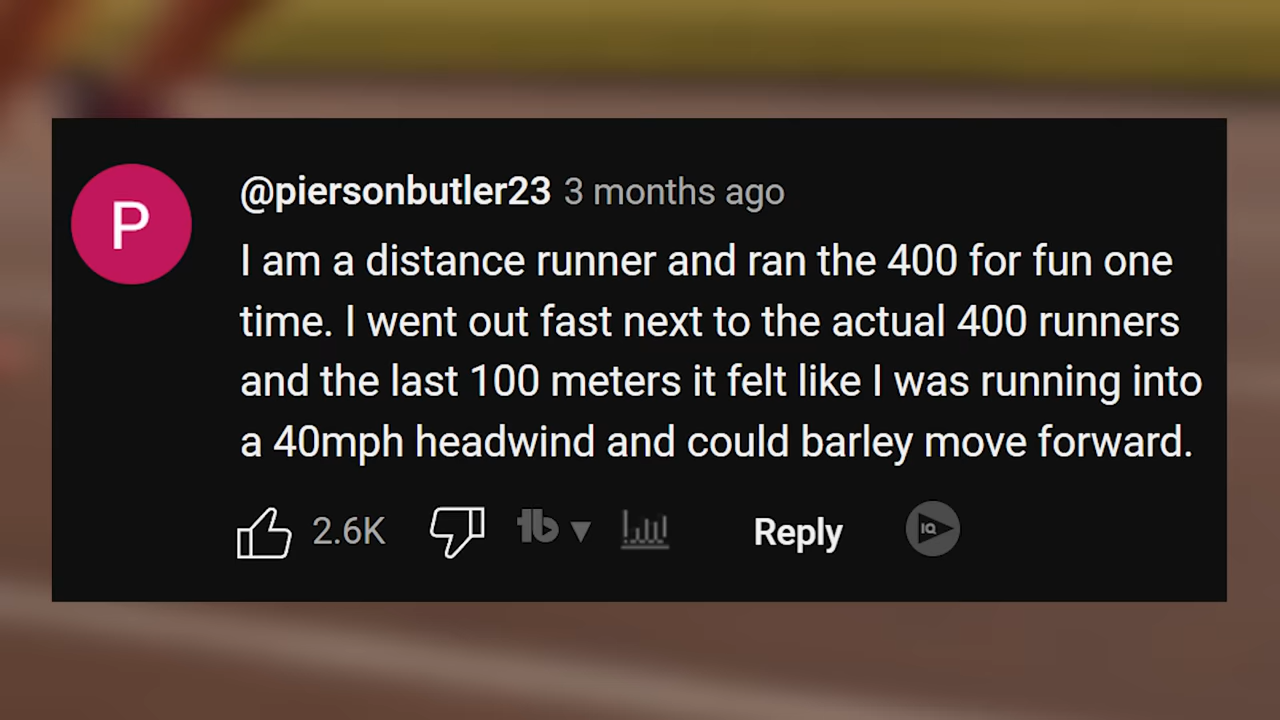 P
@piersonbutler23 3 months ago
I am a distance runner and ran the 400 for fun one
time. I went out fast next to the actual 400 runners
and the last 100 meters it felt like I was running into
a 40mph headwind and could barley move forward.
2.6K tb Reply IQ